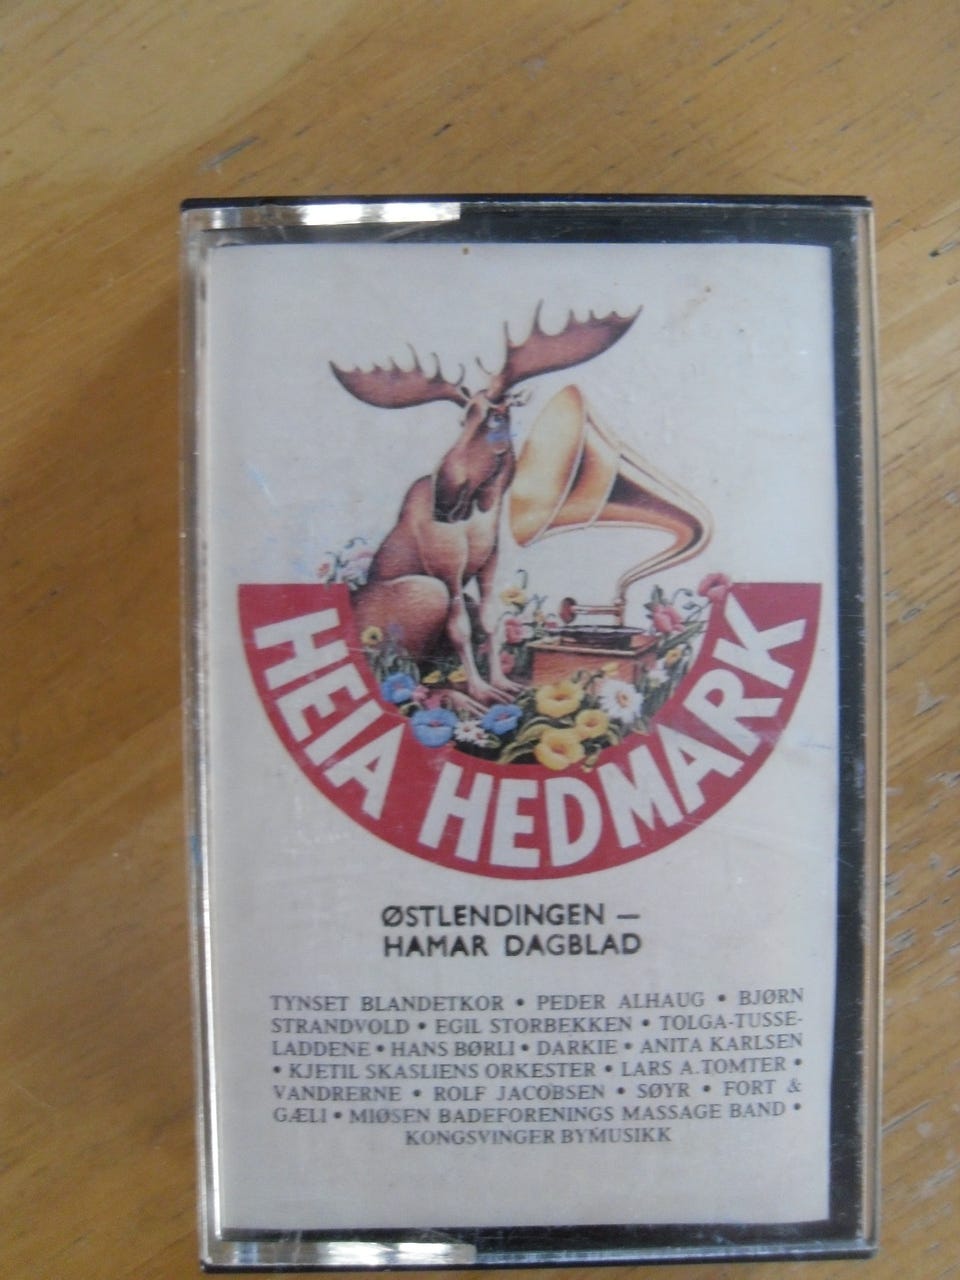 HEIA HEDMARK
ØSTLENDINGEN –
HAMAR DAGBLAD
TYNSET BLANDETKOR • PEDER ALHAUG • BJØRN
STRANDVOLD • EGIL STORBEKKEN • TOLGA-TUSSE-
LADDENE • HANS BØRLI • DARKIE • ANITA KARLSEN
• KJETIL SKASLIENS ORKESTER • LARS A.TOMTER •
VANDRERNE • ROLF JACOBSEN • SØYR • FORT &
GÆLI • MIØSEN BADEFORENINGS MASSAGE BAND •
KONGSVINGER BYMUSIKK